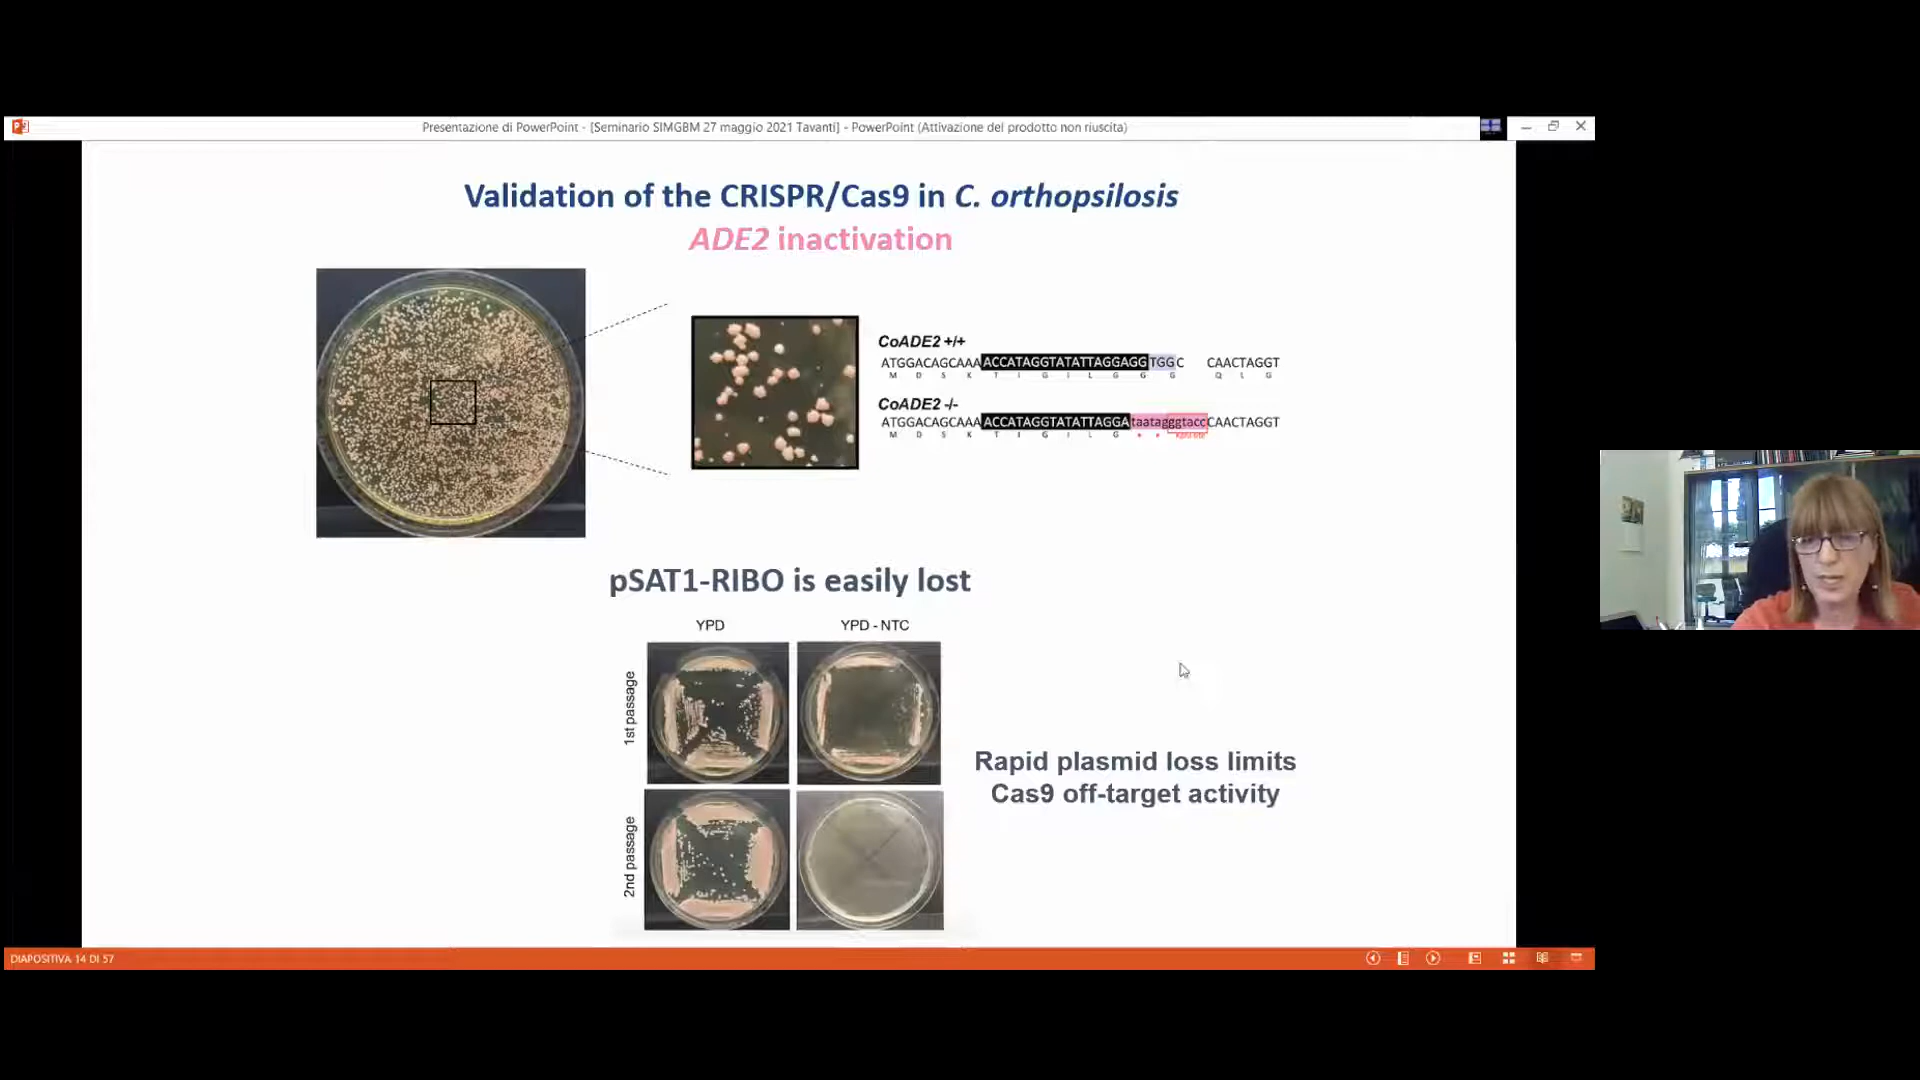 Presentazione di PowerPoint - [Seminario SIMGBM 27 maggio 2021 Tavanti] - PowerPoint (Attivazione del prodotto non riuscita)
Validation of the CRISPR/Cas9 in C. orthopsilosis
ADE2 inactivation
CoADE2 +/+
ATGGACAGCAAAACCATAGGTATATTAGGAGGTGGC CAACTAGGT
M D S K T I G I L G G G Q L G
CoADE2 -/-
ATGGACAGCAAAACCATAGGTATATTAGGAtaatagggtaccCAACTAGGT
M D S K T I G I L G * *
pSAT1-RIBO is easily lost
YPD
YPD - NTC
1st passage
2nd passage
Rapid plasmid loss limits
Cas9 off-target activity
DIAPOSITIVA 14 DI 57